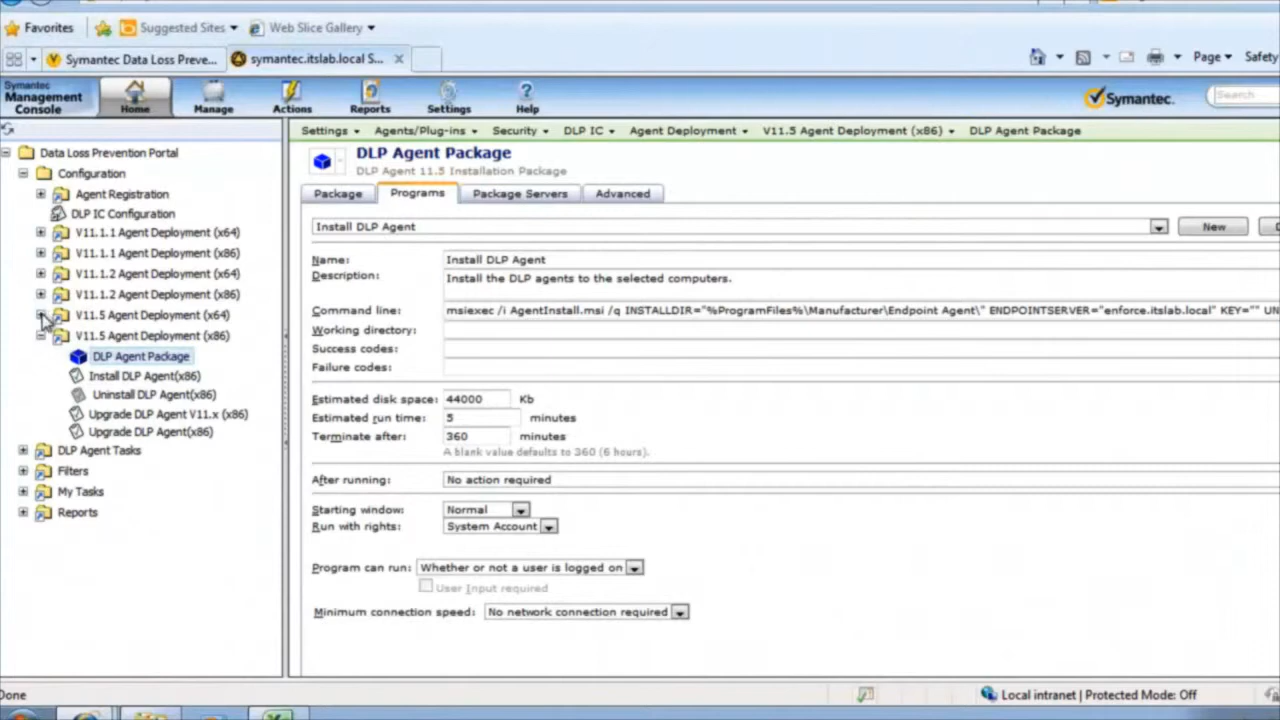 Favorites Suggested Sites Web Slice Gallery
Symantec Data Loss Preve... symantec.itslab.local S... Page Safety
Symantec
Management
Console
Home Manage Actions Reports Settings Help
Symantec. Search
Settings Agents/Plug-ins Security DLP IC Agent Deployment V11.5 Agent Deployment (x86) DLP Agent Package
Data Loss Prevention Portal
Configuration
Agent Registration
DLP IC Configuration
V11.1.1 Agent Deployment (x64)
V11.1.1 Agent Deployment (x86)
V11.1.2 Agent Deployment (x64)
V11.1.2 Agent Deployment (x86)
V11.5 Agent Deployment (x64)
V11.5 Agent Deployment (x86)
DLP Agent Package
Install DLP Agent(x86)
Uninstall DLP Agent(x86)
Upgrade DLP Agent V11.x (x86)
Upgrade DLP Agent(x86)
DLP Agent Tasks
Filters
My Tasks
Reports
DLP Agent Package
DLP Agent 11.5 Installation Package
Package Programs Package Servers Advanced
Install DLP Agent New
Name: Install DLP Agent
Description: Install the DLP agents to the selected computers.
Command line: msiexec /i AgentInstall.msi /q INSTALLDIR="%ProgramFiles%\Manufacturer\Endpoint Agent\" ENDPOINTSERVER="enforce.itslab.local" KEY="" UN
Working directory:
Success codes:
Failure codes:
Estimated disk space: 44000 Kb
Estimated run time: 5 minutes
Terminate after: 360 minutes
A blank value defaults to 360 (6 hours).
After running: No action required
Starting window: Normal
Run with rights: System Account
Program can run: Whether or not a user is logged on
User Input required
Minimum connection speed: No network connection required
Done Local intranet | Protected Mode: Off